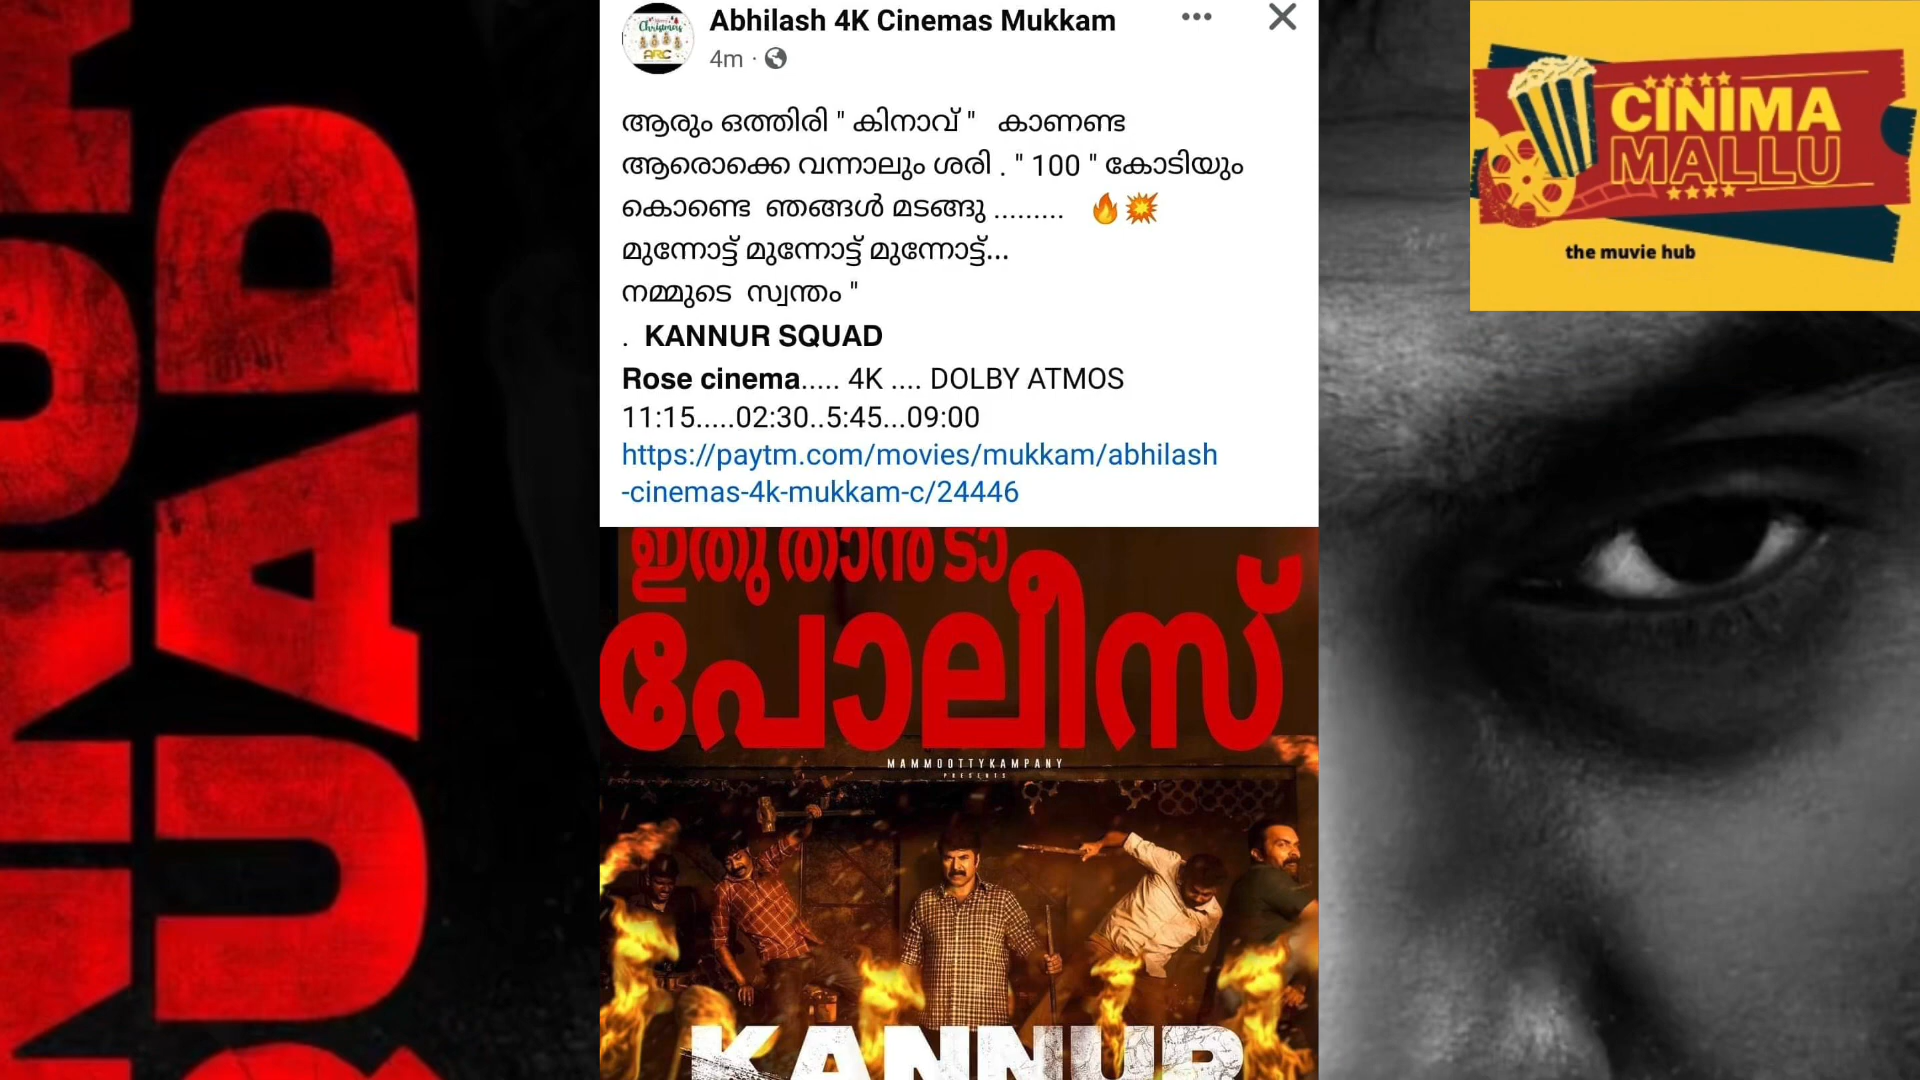 Abhilash 4K Cinemas Mukkam
4m ·
ആരും ഒത്തിരി " കിനാവ് " കാണണ്ട
ആരൊക്കെ വന്നാലും ശരി . " 100 " കോടിയും
കൊണ്ടെ ഞങ്ങൾ മടങ്ങു ......... 🔥💥
മുന്നോട്ട് മുന്നോട്ട് മുന്നോട്ട്...
നമ്മുടെ സ്വന്തം "
. KANNUR SQUAD
Rose cinema..... 4K .... DOLBY ATMOS
11:15.....02:30..5:45...09:00
https://paytm.com/movies/mukkam/abhilash
-cinemas-4k-mukkam-c/24446
ഇതു താൻ ടാ
പോലീസ്
MAMMOOTTYKAMPANY
PRESENTS
KANNUR
CINIMA
MALLU
the muvie hub